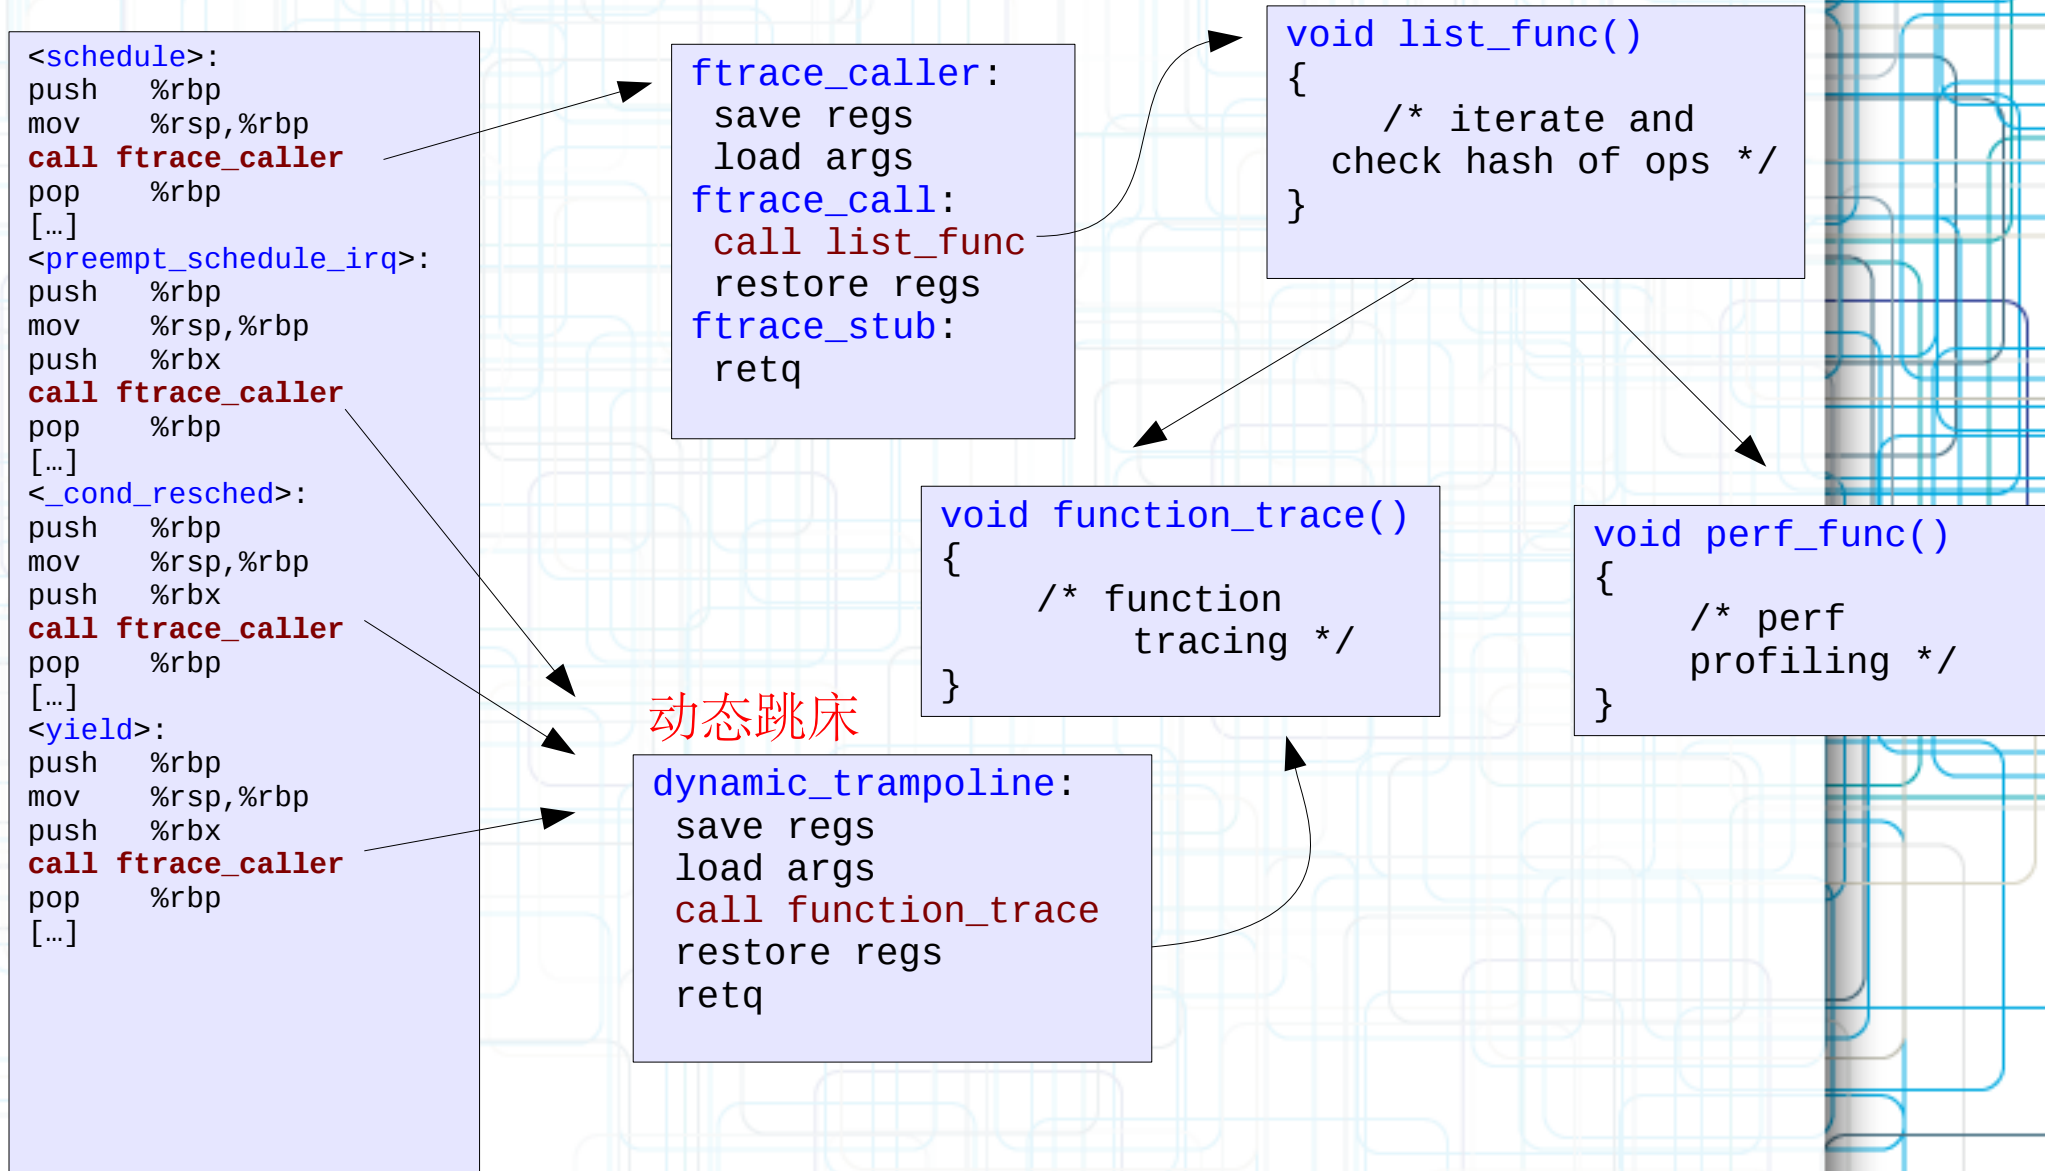 <schedule>:
push %rbp
mov %rsp,%rbp
call ftrace_caller
pop %rbp
[…]
<preempt_schedule_irq>:
push %rbp
mov %rsp,%rbp
push %rbx
call ftrace_caller
pop %rbp
[…]
<_cond_resched>:
push %rbp
mov %rsp,%rbp
push %rbx
call ftrace_caller
pop %rbp
[…]
<yield>:
push %rbp
mov %rsp,%rbp
push %rbx
call ftrace_caller
pop %rbp
[…]
ftrace_caller:
save regs
load args
ftrace_call:
call list_func
restore regs
ftrace_stub:
retq
void list_func()
{
/* iterate and
check hash of ops */
}
void function_trace()
{
/* function
tracing */
}
void perf_func()
{
/* perf
profiling */
}
动态跳床
dynamic_trampoline:
save regs
load args
call function_trace
restore regs
retq